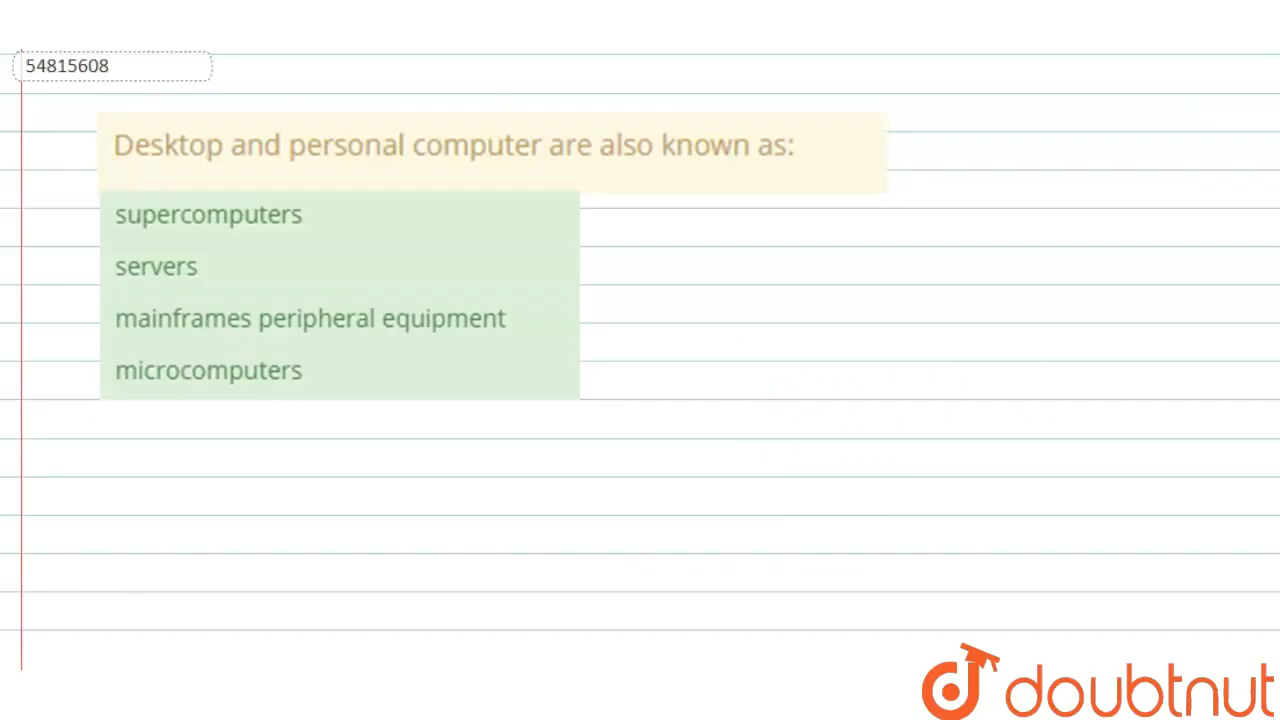 54815608
Desktop and personal computer are also known as:
supercomputers
servers
mainframes peripheral equipment
microcomputers
doubtnut